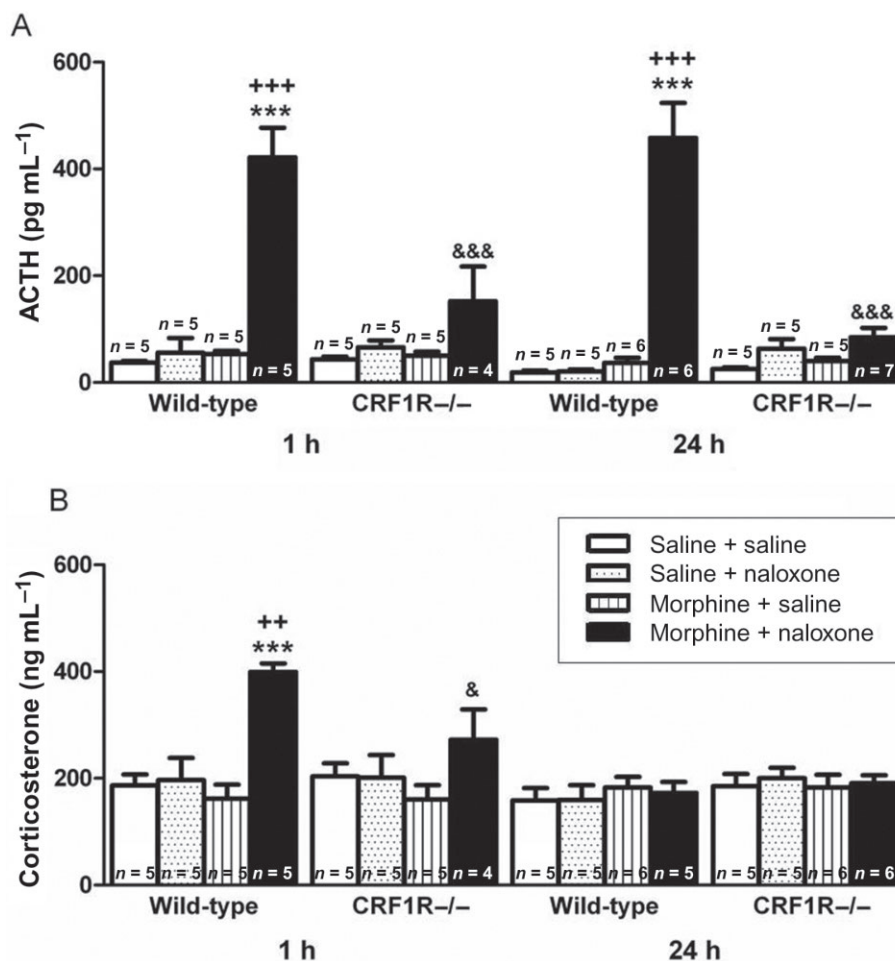 A
600
400
200
0
ACTH (pg mL⁻¹)
+++
***
+++
***
&&&
&&&
n = 5
n = 5
n = 5
n = 5
n = 5
n = 5
n = 5
n = 4
n = 5
n = 5
n = 6
n = 6
n = 5
n = 5
n = 5
n = 7
Wild-type CRF1R–/– Wild-type CRF1R–/–
1 h 24 h
B
600
400
200
0
Corticosterone (ng mL⁻¹)
Saline + saline
Saline + naloxone
Morphine + saline
Morphine + naloxone
++
***
&
n = 5 n = 5 n = 5 n = 5 n = 5 n = 5 n = 5 n = 4 n = 5 n = 5 n = 6 n = 5 n = 5 n = 5 n = 6 n = 6
Wild-type CRF1R–/– Wild-type CRF1R–/–
1 h 24 h